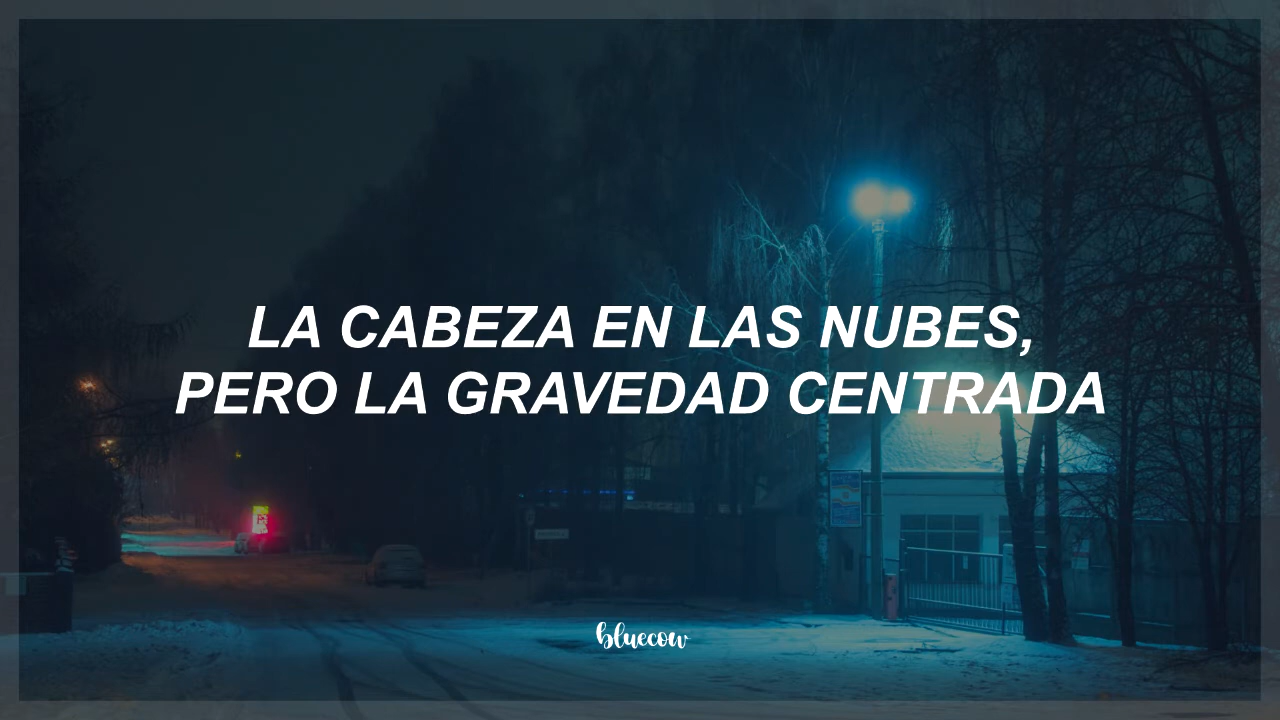 LA CABEZA EN LAS NUBES,
PERO LA GRAVEDAD CENTRADA
bluecow